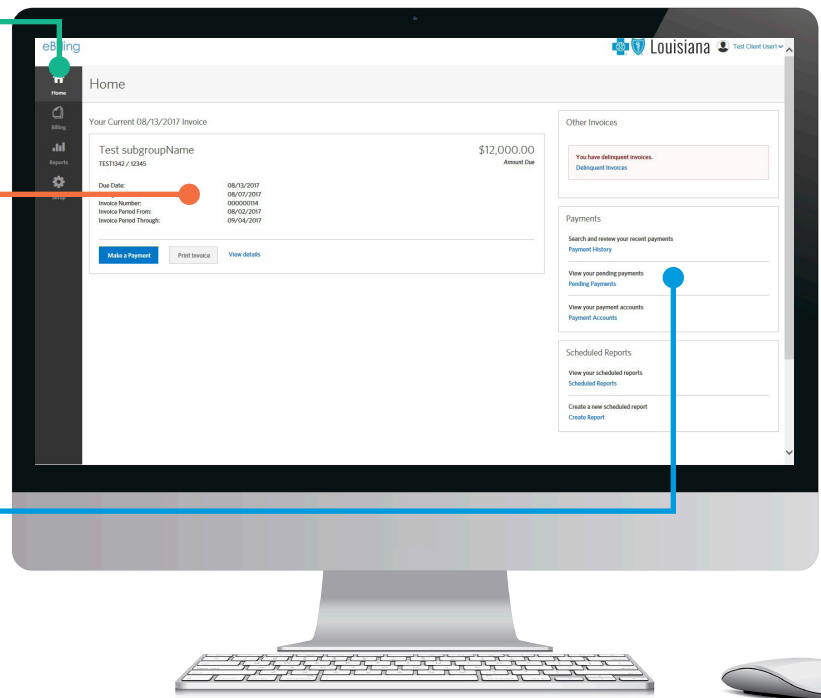 eBilling
Louisiana
Test Client User1
Home
Home
Billing
Reports
Setup
Your Current 08/13/2017 Invoice
Test subgroupName
TEST1342 / 12345
$12,000.00
Amount Due
Due Date: 08/13/2017
08/07/2017
Invoice Number: 000000114
Invoice Period From: 08/02/2017
Invoice Period Through: 09/04/2017
Make a Payment
Print Invoice
View details
Other Invoices
You have delinquent invoices.
Delinquent Invoices
Payments
Search and review your recent payments
Payment History
View your pending payments
Pending Payments
View your payment accounts
Payment Accounts
Scheduled Reports
View your scheduled reports
Scheduled Reports
Create a new scheduled report
Create Report